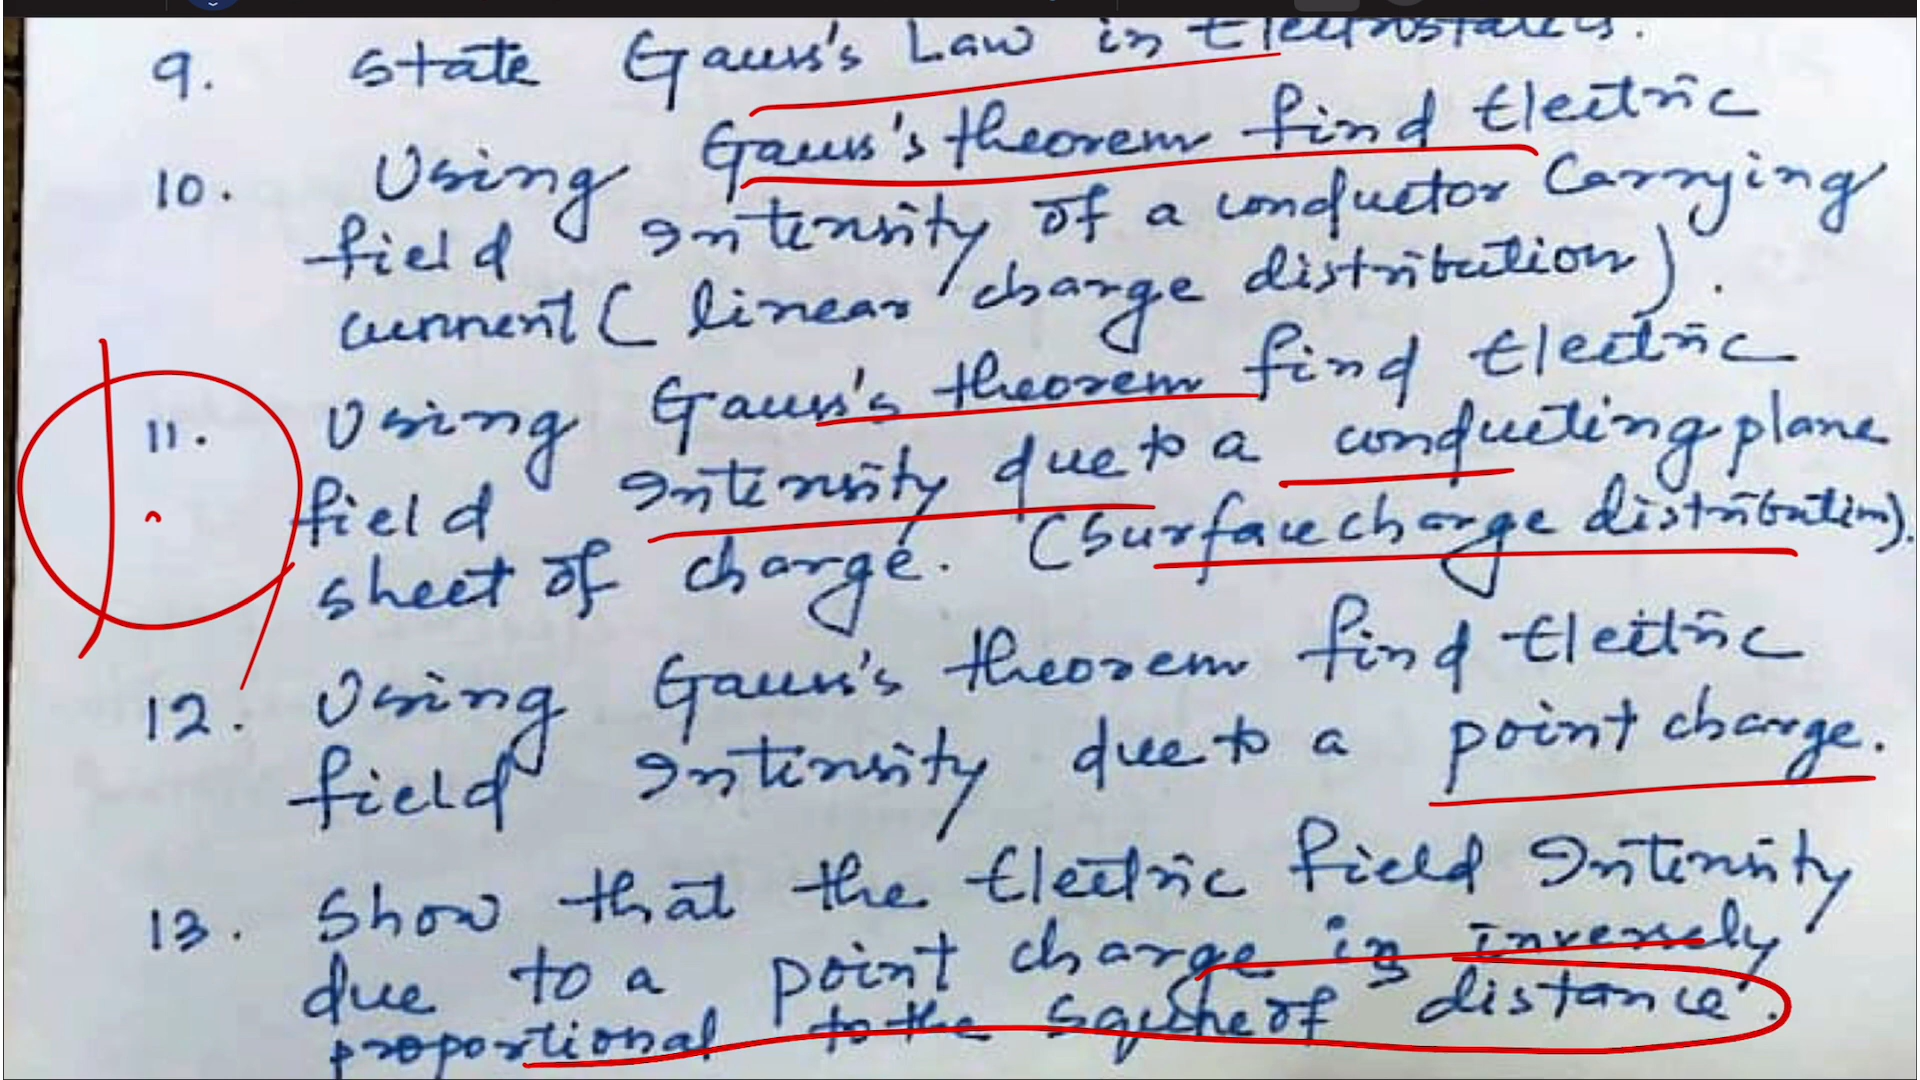 9. State Gauss's Law in Electrostatics.
10. Using Gauss's theorem find Electric
field Intensity of a conductor Carrying
current (linear charge distribution).
11. Using Gauss's theorem find Electric
field Intensity due to a conducting plane
sheet of charge. (Surface charge distribution).
12. Using Gauss's theorem find Electric
field Intensity due to a point charge.
13. Show that the Electric field Intensity
due to a point charge is inversely
proportional to the square of distance.